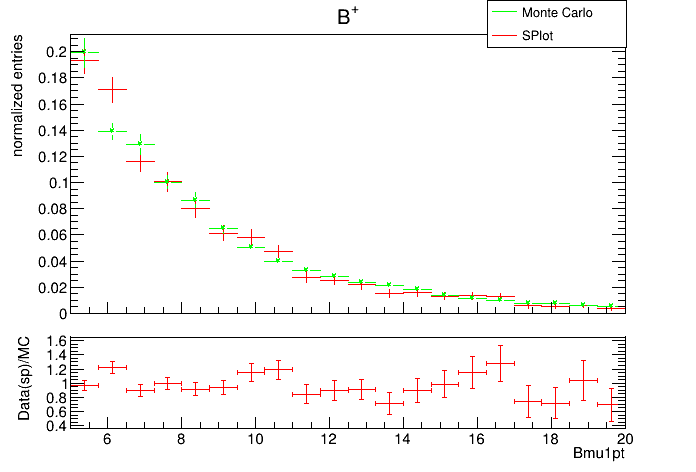 B+
Monte Carlo
SPlot
normalized entries
0.2
0.18
0.16
0.14
0.12
0.1
0.08
0.06
0.04
0.02
0
Data(sp)/MC
1.6
1.4
1.2
1
0.8
0.6
0.4
6 8 10 12 14 16 18 20
Bmu1pt